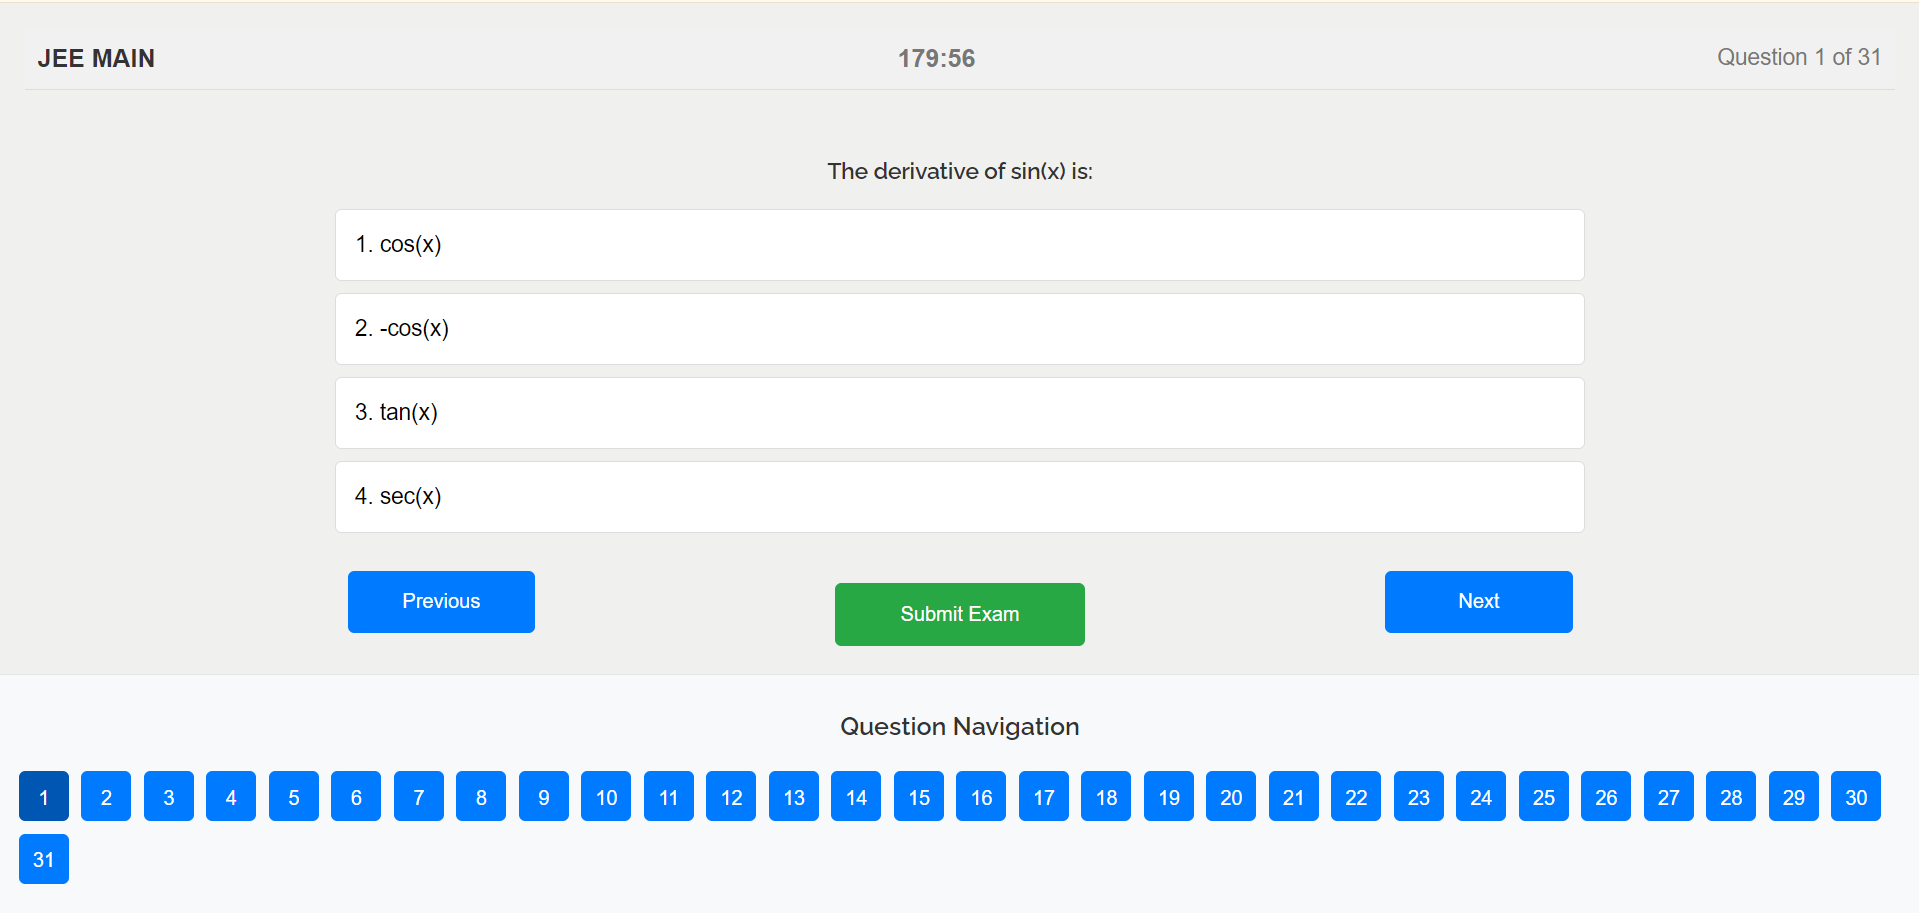 JEE MAIN
179:56
Question 1 of 31
The derivative of sin(x) is:
1. cos(x)
2. -cos(x)
3. tan(x)
4. sec(x)
Previous
Submit Exam
Next
Question Navigation
1 2 3 4 5 6 7 8 9 10 11 12 13 14 15 16 17 18 19 20 21 22 23 24 25 26 27 28 29 30
31